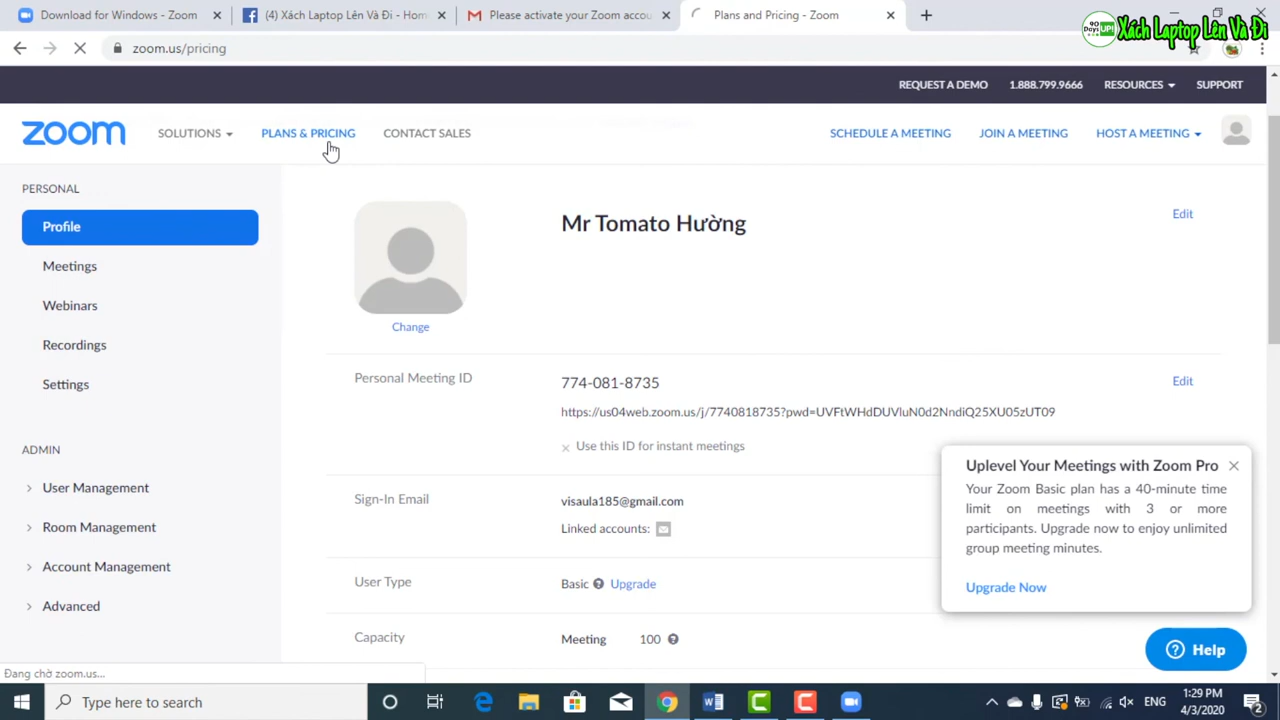 Download for Windows - Zoom
(4) Xách Laptop Lên Và Đi - Hom
Please activate your Zoom accou
Plans and Pricing - Zoom
90 Days UP!
Xách Laptop Lên Và Đi
zoom.us/pricing
REQUEST A DEMO 1.888.799.9666 RESOURCES SUPPORT
zoom SOLUTIONS PLANS & PRICING CONTACT SALES SCHEDULE A MEETING JOIN A MEETING HOST A MEETING
PERSONAL
Profile
Meetings
Webinars
Recordings
Settings
ADMIN
User Management
Room Management
Account Management
Advanced
Mr Tomato Hường
Edit
Change
Personal Meeting ID
774-081-8735
Edit
https://us04web.zoom.us/j/7740818735?pwd=UVFtWHdDUVluN0d2NndiQ25XU05zUT09
Use this ID for instant meetings
Sign-In Email
visaula185@gmail.com
Linked accounts:
User Type
Basic Upgrade
Capacity
Meeting 100
Uplevel Your Meetings with Zoom Pro
Your Zoom Basic plan has a 40-minute time
limit on meetings with 3 or more
participants. Upgrade now to enjoy unlimited
group meeting minutes.
Upgrade Now
Help
Đang chờ zoom.us...
Type here to search
ENG
1:29 PM
4/3/2020
2